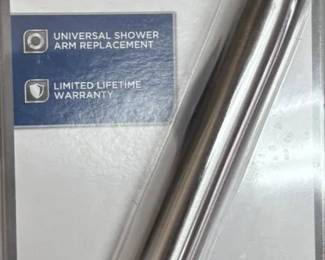 UNIVERSAL SHOWER
ARM REPLACEMENT
LIMITED LIFETIME
WARRANTY